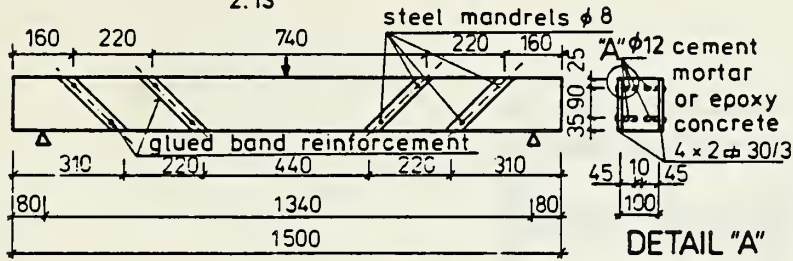 2.13
steel mandrels ϕ 8
160 220 740 220 160
"A" ϕ12 cement
mortar
or epoxy
concrete
4 × 2 ⌑ 30/3
25
90
35
glued band reinforcement
310 220 440 220 310
45 10 45
100
80 1340 80
1500
DETAIL "A"